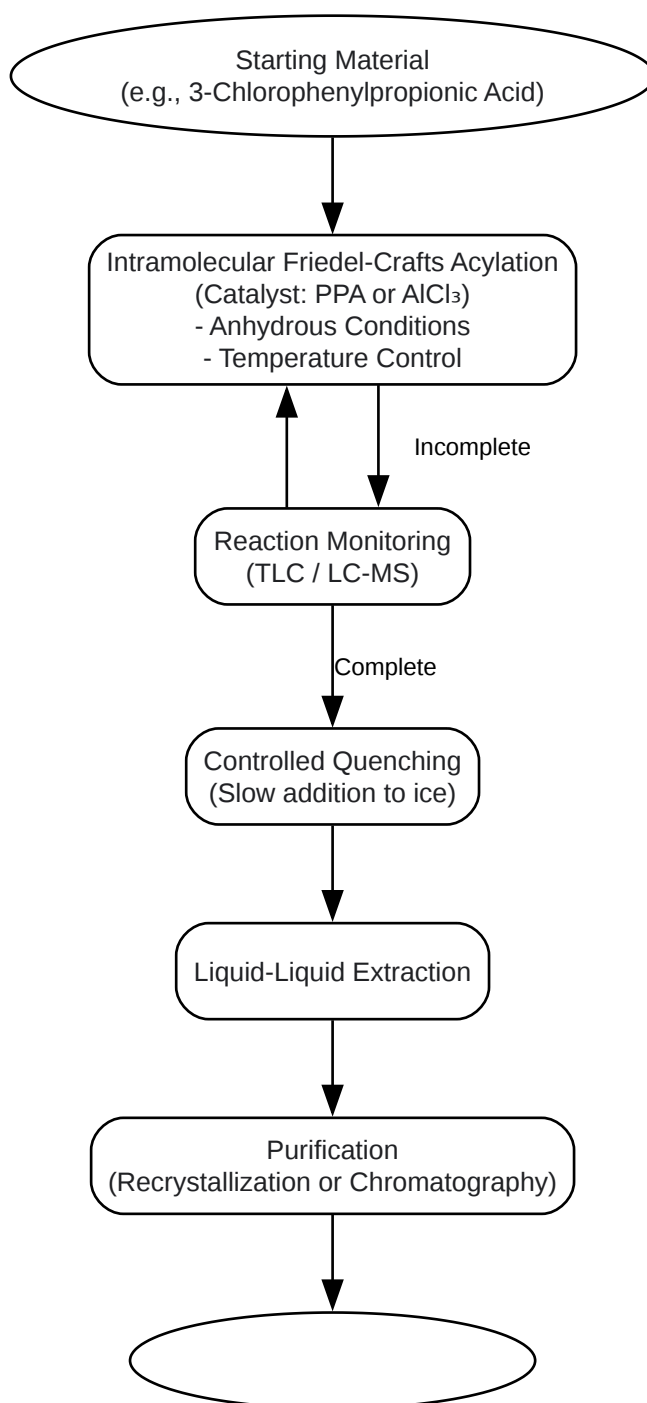 Starting Material
(e.g., 3-Chlorophenylpropionic Acid)
Intramolecular Friedel-Crafts Acylation
(Catalyst: PPA or AlCl₃)
- Anhydrous Conditions
- Temperature Control
Incomplete
Reaction Monitoring
(TLC / LC-MS)
Complete
Controlled Quenching
(Slow addition to ice)
Liquid-Liquid Extraction
Purification
(Recrystallization or Chromatography)